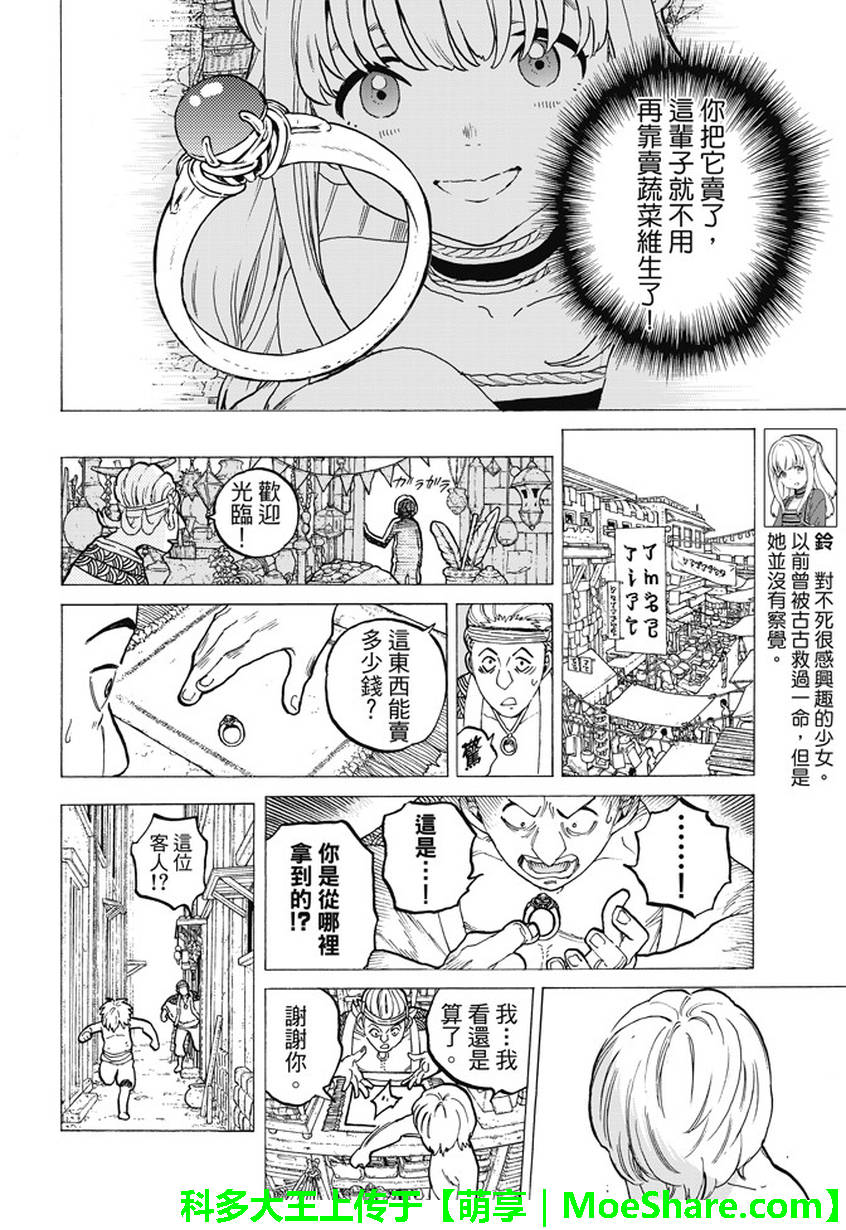 你把它賣了，
這輩子就不用
再靠賣蔬菜維生了！
鈴　對不死很感興趣的少女。
以前曾被古古救過一命，但是
她並沒有察覺。
ガラガラ
歡迎
光臨！
驚
這東西能賣
多少錢？
………！
這是…！
你是從哪裡
拿到的!?
我…我
看還是
算了。
謝謝你。
這位
客人!?
科多大王上传于【萌享｜MoeShare.com】